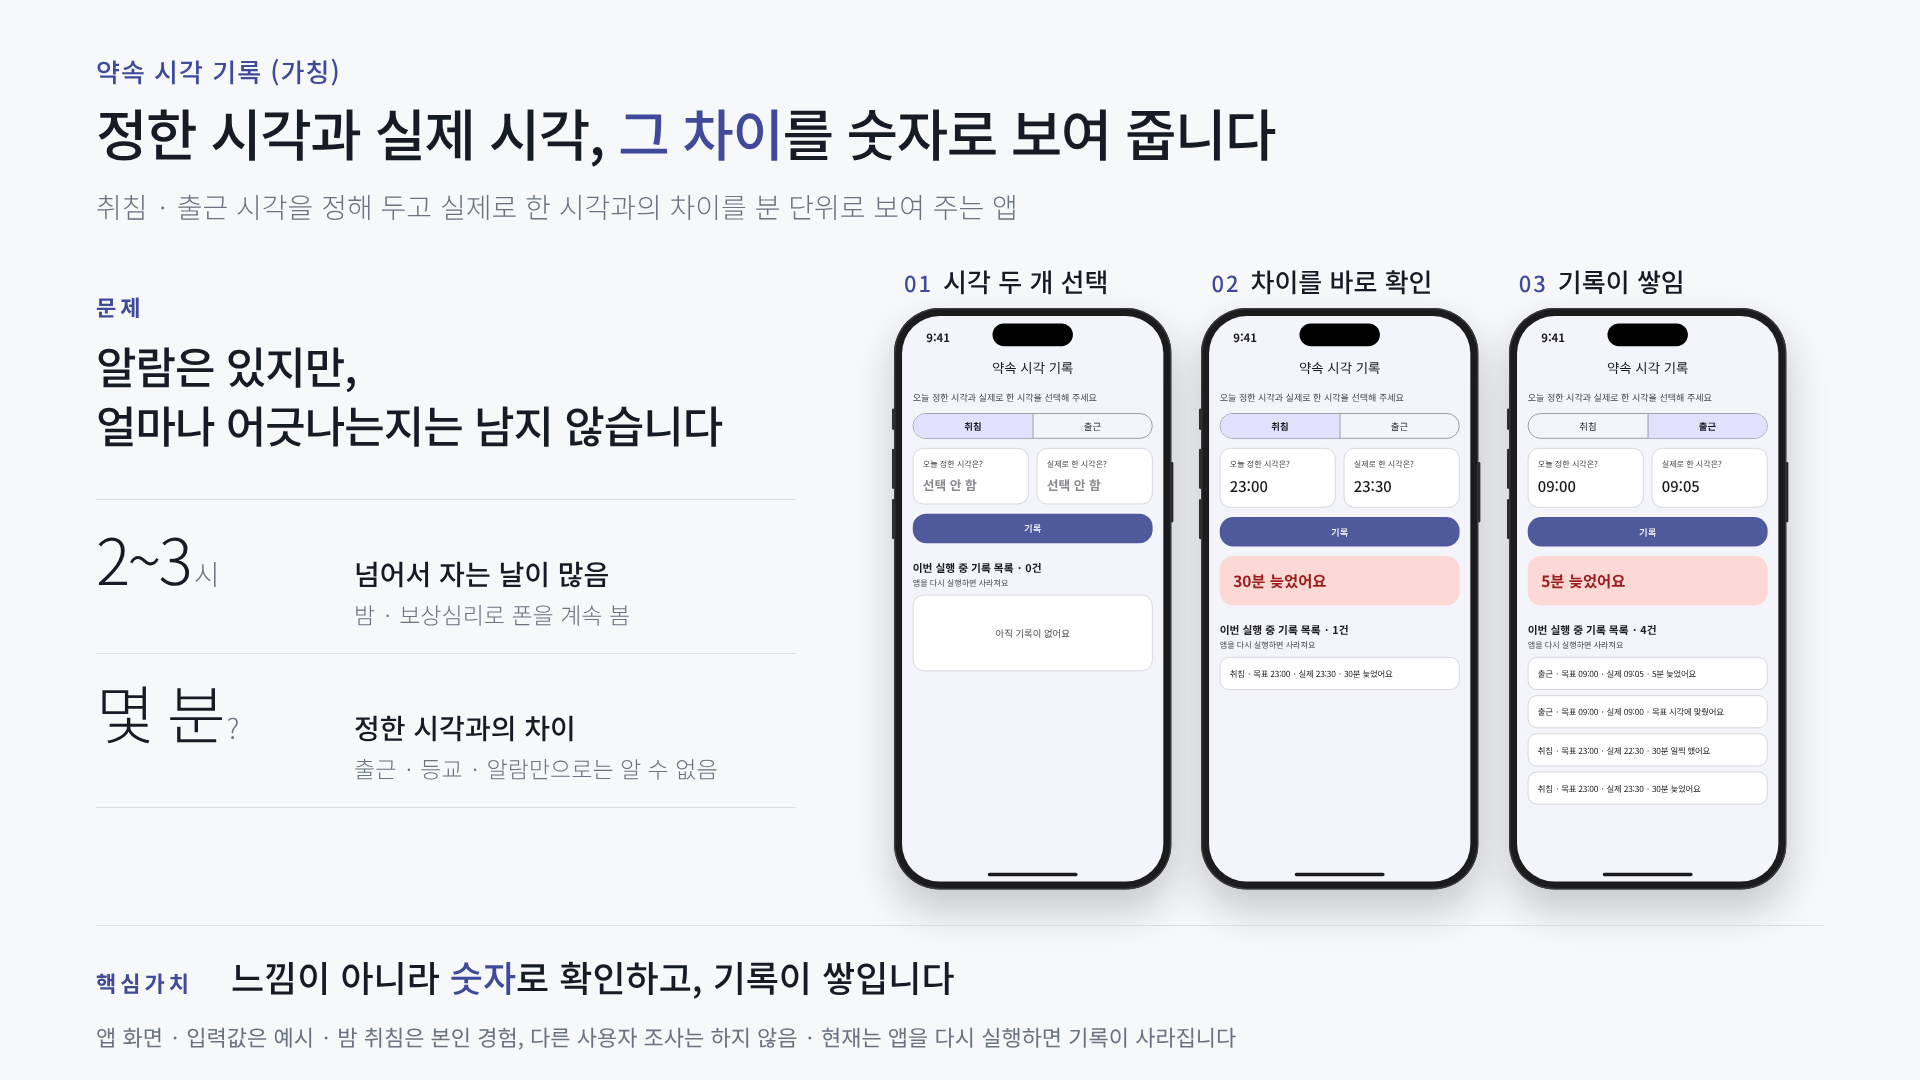 약속 시각 기록 (가칭)
정한 시각과 실제 시각, 그 차이를 숫자로 보여 줍니다
취침 · 출근 시각을 정해 두고 실제로 한 시각과의 차이를 분 단위로 보여 주는 앱
문제
알람은 있지만,
얼마나 어긋나는지는 남지 않습니다
2~3시
넘어서 자는 날이 많음
밤 · 보상심리로 폰을 계속 봄
몇 분?
정한 시각과의 차이
출근 · 등교 · 알람만으로는 알 수 없음
01 시각 두 개 선택
9:41
약속 시각 기록
오늘 정한 시각과 실제로 한 시각을 선택해 주세요
취침 출근
오늘 정한 시각은? 실제로 한 시각은?
선택 안 함 선택 안 함
기록
이번 실행 중 기록 목록 · 0건
앱을 다시 실행하면 사라져요
아직 기록이 없어요
02 차이를 바로 확인
9:41
약속 시각 기록
오늘 정한 시각과 실제로 한 시각을 선택해 주세요
취침 출근
오늘 정한 시각은? 실제로 한 시각은?
23:00 23:30
기록
30분 늦었어요
이번 실행 중 기록 목록 · 1건
앱을 다시 실행하면 사라져요
취침 · 목표 23:00 · 실제 23:30 · 30분 늦었어요
03 기록이 쌓임
9:41
약속 시각 기록
오늘 정한 시각과 실제로 한 시각을 선택해 주세요
취침 출근
오늘 정한 시각은? 실제로 한 시각은?
09:00 09:05
기록
5분 늦었어요
이번 실행 중 기록 목록 · 4건
앱을 다시 실행하면 사라져요
출근 · 목표 09:00 · 실제 09:05 · 5분 늦었어요
출근 · 목표 09:00 · 실제 09:00 · 목표 시각에 맞췄어요
취침 · 목표 23:00 · 실제 22:30 · 30분 일찍 했어요
취침 · 목표 23:00 · 실제 23:30 · 30분 늦었어요
핵심가치 느낌이 아니라 숫자로 확인하고, 기록이 쌓입니다
앱 화면 · 입력값은 예시 · 밤 취침은 본인 경험, 다른 사용자 조사는 하지 않음 · 현재는 앱을 다시 실행하면 기록이 사라집니다